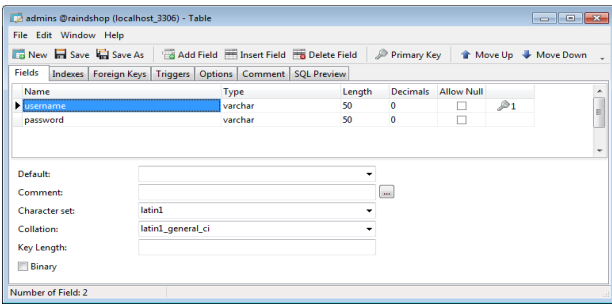 admins @raindshop (localhost_3306) - Table
File Edit Window Help
New Save Save As Add Field Insert Field Delete Field Primary Key Move Up Move Down
Fields Indexes Foreign Keys Triggers Options Comment SQL Preview
Name Type Length Decimals Allow Null
username varchar 50 0 1
password varchar 50 0
Default:
Comment: ...
Character set: latin1
Collation: latin1_general_ci
Key Length:
Binary
Number of Field: 2